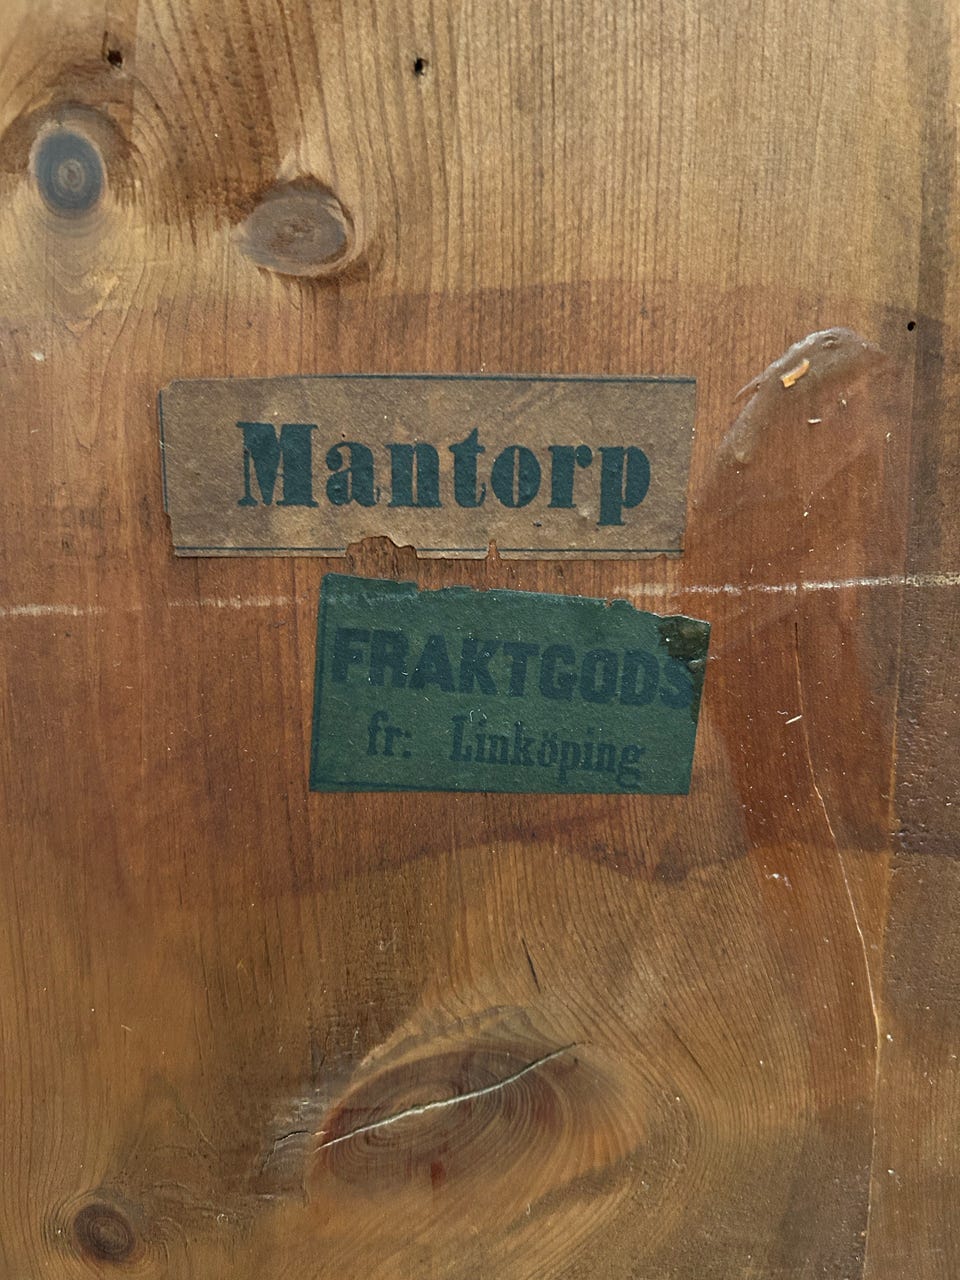 Mantorp
FRAKTGODS
fr: Linköping